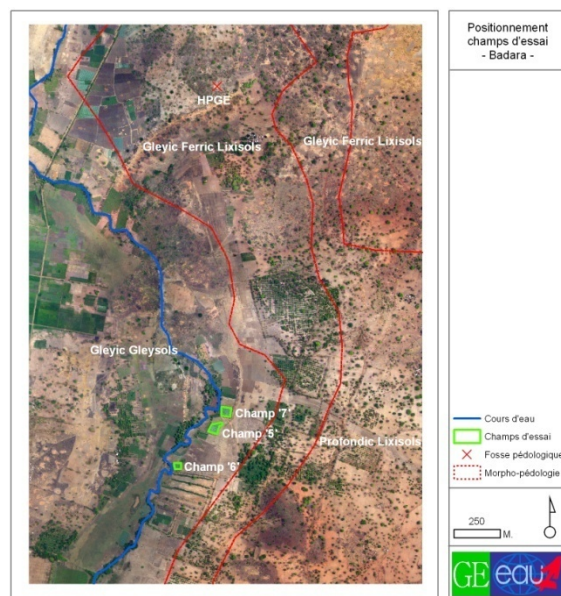 Positionnement
champs d'essai
- Badara -
HPGE
Gleyic Ferric Lixisols
Gleyic Ferric Lixisols
Gleyic Gleysols
Champ '7'
Champ '5'
Profondic Lixisols
Champ '6'
Cours d'eau
Champs d'essai
Fosse pédologique
Morpho-pédologie
250
M.
GE eau